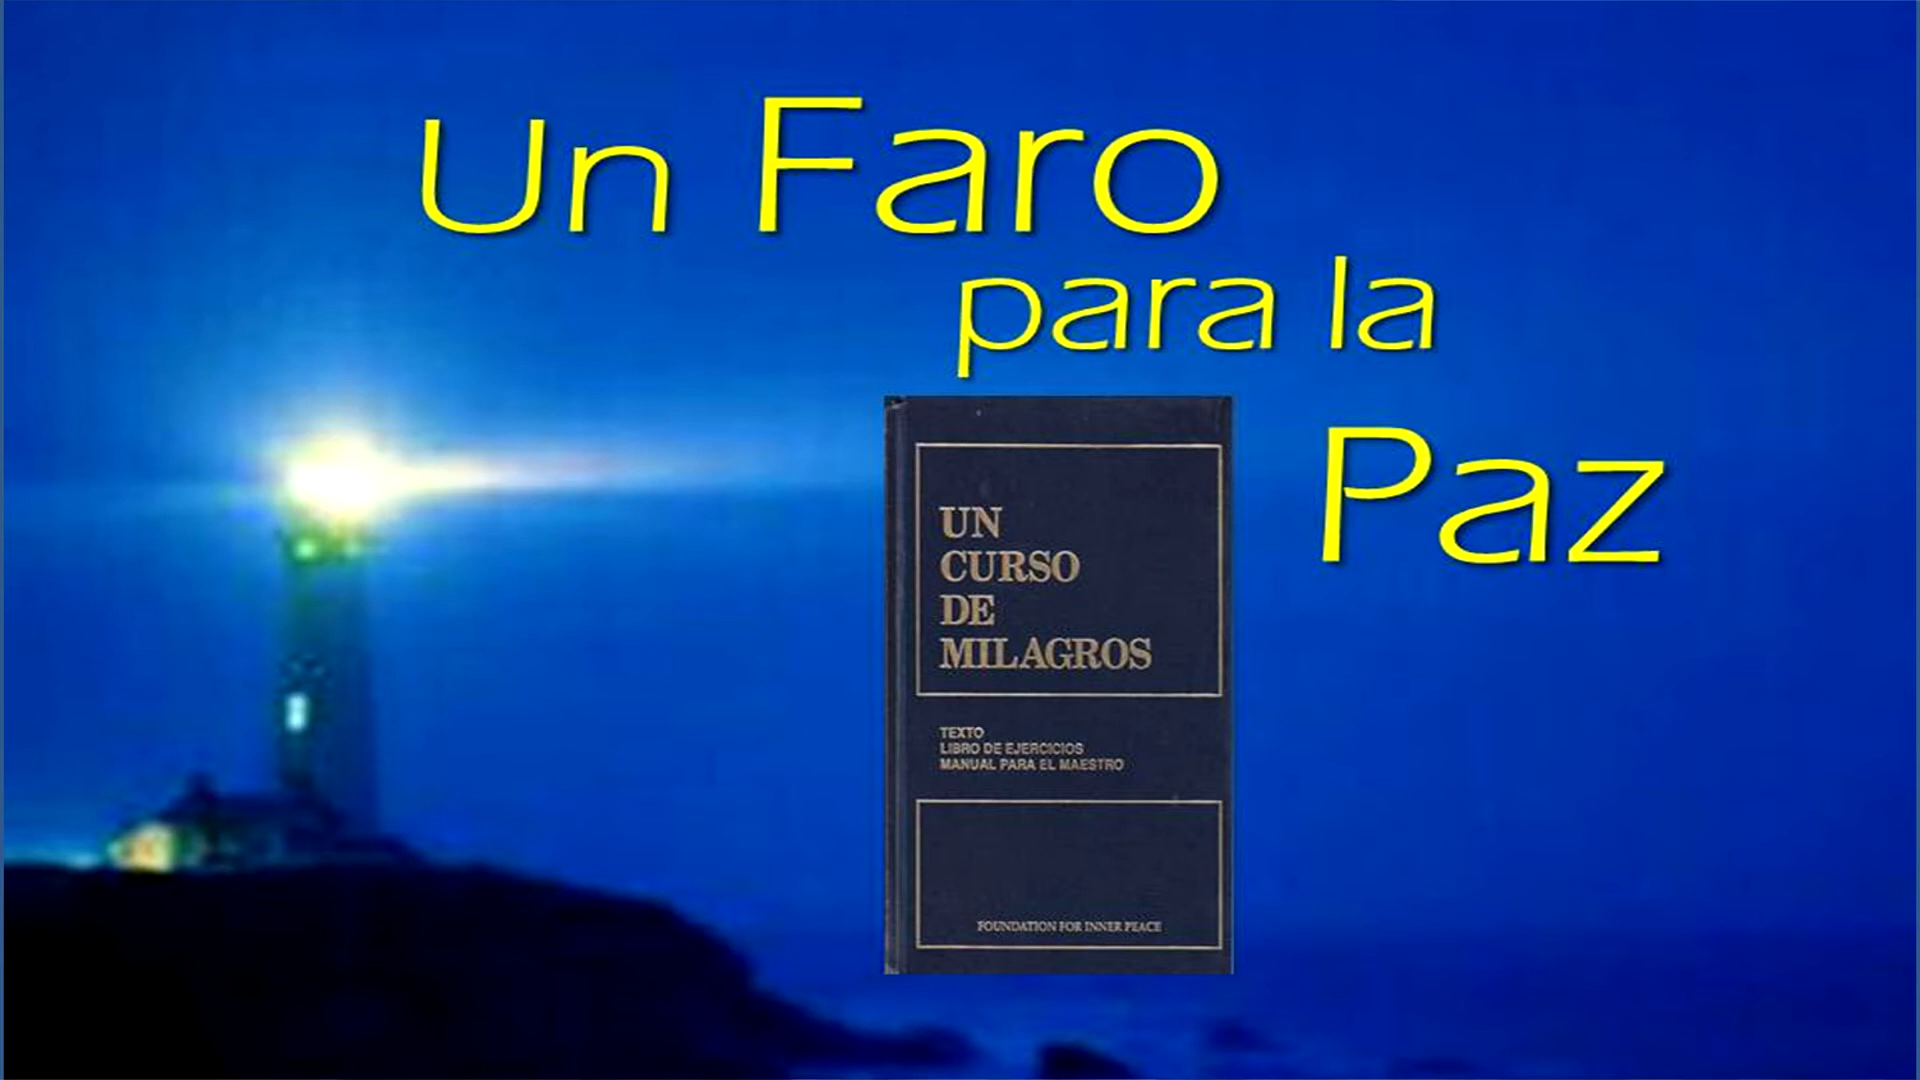 Un Faro
para la
Paz
UN
CURSO
DE
MILAGROS
TEXTO
LIBRO DE EJERCICIOS
MANUAL PARA EL MAESTRO
FOUNDATION FOR INNER PEACE